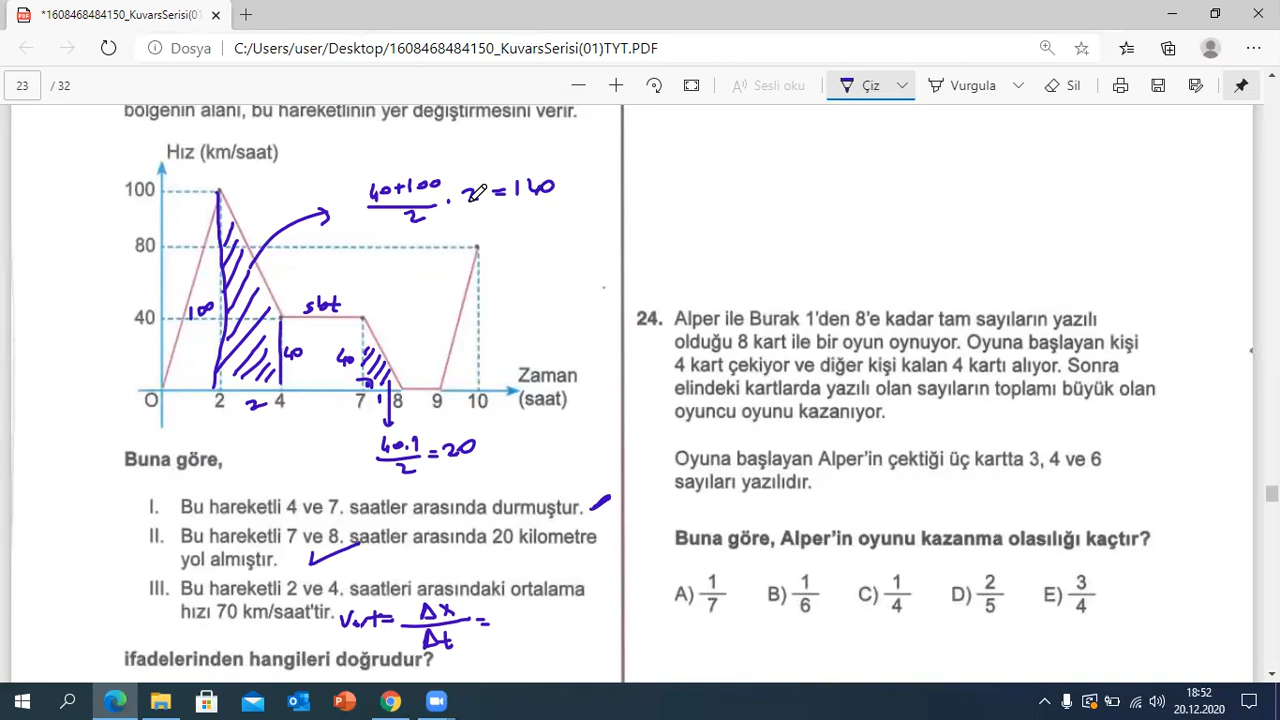 *1608468484150_KuvarsSerisi(01)
Dosya
C:/Users/user/Desktop/1608468484150_KuvarsSerisi(01)TYT.PDF
23 / 32
Sesli oku
Çiz
Vurgula
Sil
bölgenin alanı, bu hareketlinin yer değiştirmesini verir.
Hız (km/saat)
100
80
40
O 2 4 7 8 9 10
Zaman
(saat)
40+100
2
= 140
100
40
sbt
40
1
2
40.1
2
= 20
Buna göre,
I. Bu hareketli 4 ve 7. saatler arasında durmuştur.
II. Bu hareketli 7 ve 8. saatler arasında 20 kilometre
yol almıştır.
III. Bu hareketli 2 ve 4. saatleri arasındaki ortalama
hızı 70 km/saat'tir.
Vort= Δx
Δt
=
ifadelerinden hangileri doğrudur?
24. Alper ile Burak 1'den 8'e kadar tam sayıların yazılı
olduğu 8 kart ile bir oyun oynuyor. Oyuna başlayan kişi
4 kart çekiyor ve diğer kişi kalan 4 kartı alıyor. Sonra
elindeki kartlarda yazılı olan sayıların toplamı büyük olan
oyuncu oyunu kazanıyor.
Oyuna başlayan Alper'in çektiği üç kartta 3, 4 ve 6
sayıları yazılıdır.
Buna göre, Alper'in oyunu kazanma olasılığı kaçtır?
A) 1/7 B) 1/6 C) 1/4 D) 2/5 E) 3/4
18:52
20.12.2020